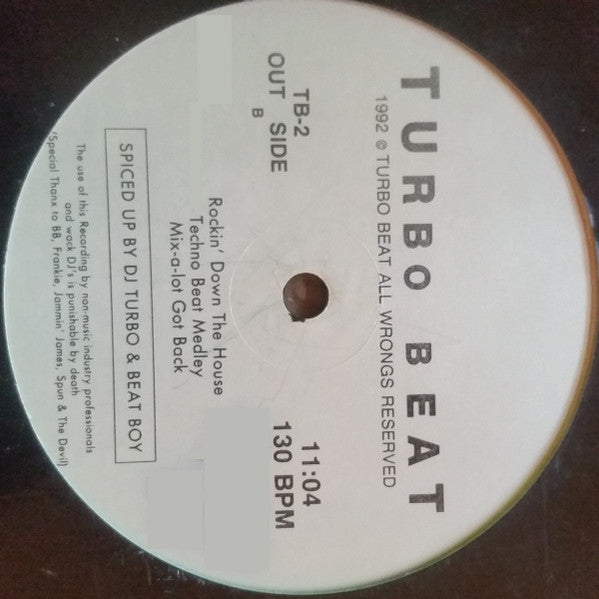 TURBO BEAT
1992 © TURBO BEAT ALL WRONGS RESERVED
TB-2
OUT SIDE
B
11:04
130 BPM
Rockin' Down The House
Techno Beat Medley
Mix-a-lot Got Back
SPICED UP BY DJ TURBO & BEAT BOY
The use of this Recording by non-music industry professionals
and wack DJ's is punishable by death
(Special Thanx to BB, Frankie, Jammin' James, Spun & The Devil)